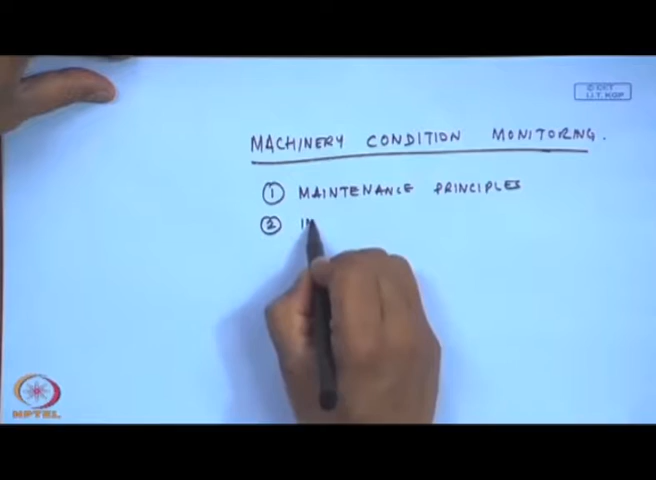 © CET
I.I.T. KGP
MACHINERY CONDITION MONITORING.
① MAINTENANCE PRINCIPLES
②
NPTEL